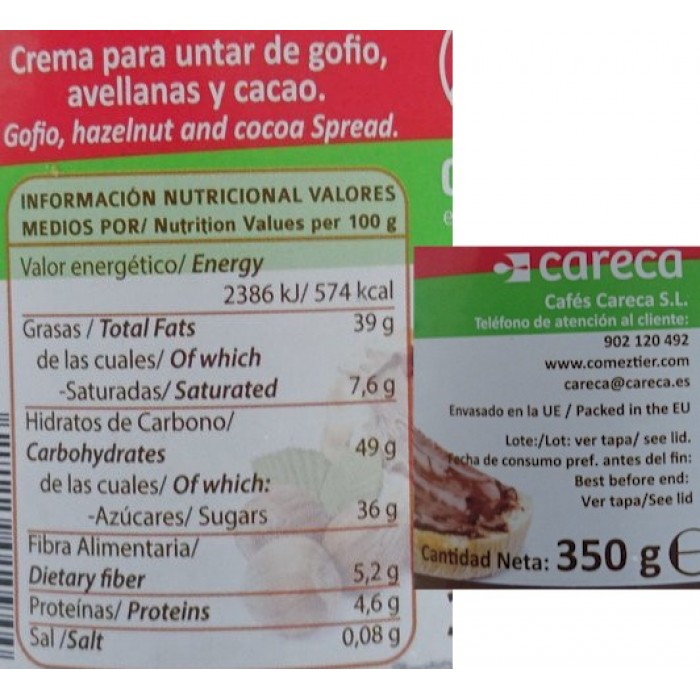 Crema para untar de gofio,
avellanas y cacao.
Gofio, hazelnut and cocoa Spread.
INFORMACIÓN NUTRICIONAL VALORES
MEDIOS POR/ Nutrition Values per 100 g
Valor energético/ Energy
2386 kJ/ 574 kcal
Grasas / Total Fats 39 g
de las cuales/ Of which
-Saturadas/ Saturated 7,6 g
Hidratos de Carbono/
Carbohydrates 49 g
de las cuales/ Of which:
-Azúcares/ Sugars 36 g
Fibra Alimentaria/
Dietary fiber 5,2 g
Proteínas/ Proteins 4,6 g
Sal /Salt 0,08 g
careca
Cafés Careca S.L.
Teléfono de atención al cliente:
902 120 492
www.comeztier.com
careca@careca.es
Envasado en la UE / Packed in the EU
Lote:/Lot: ver tapa/ see lid.
Fecha de consumo pref. antes del fin:
Best before end:
Ver tapa/See lid
Cantidad Neta: 350 g ℮